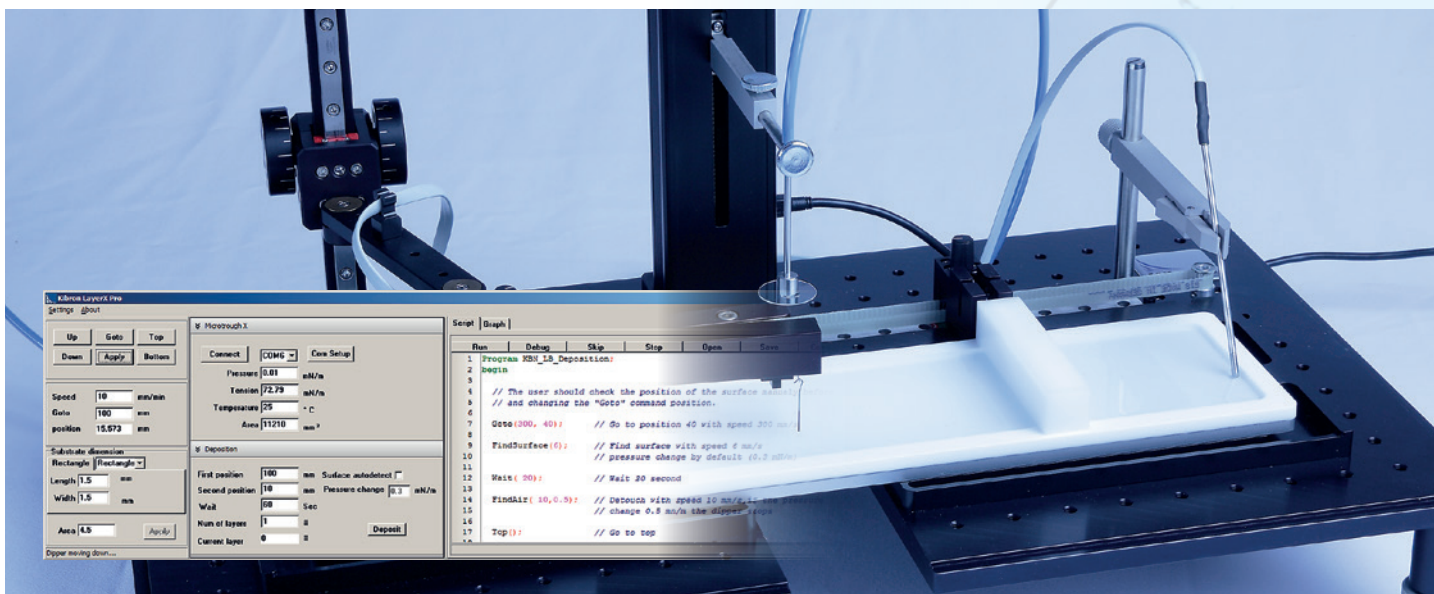 Kibron LayerX Pro
Settings About
Up Goto Top
Down Apply Bottom
Speed 10 mm/min
Goto 100 mm
position 15.573 mm
Substrate dimension
Rectangle Rectangle
Length 1.5 mm
Width 1.5 mm
Area 4.5 Apply
Dipper moving down...
Microtrough X
Connect COM6 Com Setup
Pressure 0.01 mN/m
Tension 72.79 mN/m
Temperature 25 ° C
Area 11210 mm²
Deposition
First position 100 mm Surface autodetect
Second position 10 mm Pressure change 0.3 mN/m
Wait 60 Sec
Num of layers 1 #
Current layer 0 #
Deposit
Script Graph
Run Debug Skip Stop Open Save
1 Program KBN_LB_Deposition;
2 begin
3
4 // The user should check the position of the surface
5 // and changing the "Goto" command position.
6
7 Goto(300, 40); // Go to position 40 with speed 300 mm/s
8
9 FindSurface(6); // Find surface with speed 6 mm/s
10 // pressure change by default (0.3 mN/m)
11
12 Wait( 20); // Wait 20 second
13
14 FindAir( 10,0.5); // Detouch with speed 10 mm/s,
15 // change 0.5 mn/m the dipper stops
16
17 Top(); // Go to top